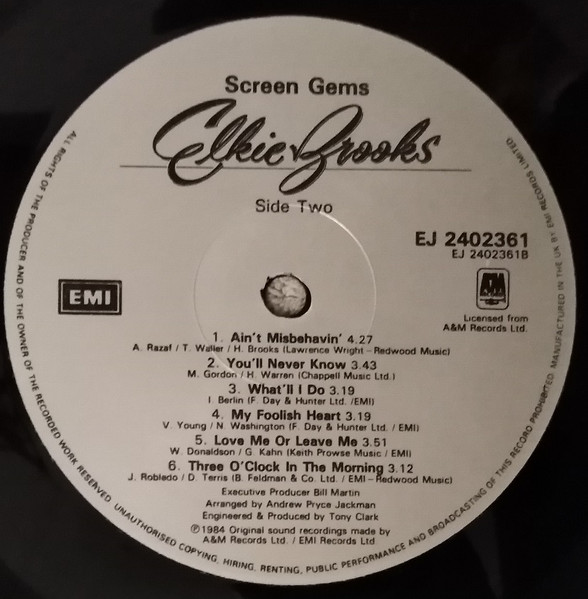 Screen Gems
Elkie Brooks
Side Two
EJ 2402361
EJ 2402361B
EMI
A&M
Licensed from
A&M Records Ltd.
1. Ain't Misbehavin' 4.27
A. Razaf / T. Waller / H. Brooks (Lawrence Wright – Redwood Music)
2. You'll Never Know 3.43
M. Gordon / H. Warren (Chappell Music Ltd.)
3. What'll I Do 3.19
I. Berlin (F. Day & Hunter Ltd. /EMI)
4. My Foolish Heart 3.19
V. Young / N. Washington (F. Day & Hunter Ltd. / EMI)
5. Love Me Or Leave Me 3.51
W. Donaldson / G. Kahn (Keith Prowse Music / EMI)
6. Three O'Clock In The Morning 3.12
J. Robledo / D. Terris (B. Feldman & Co. Ltd. / EMI – Redwood Music)
Executive Producer Bill Martin
Arranged by Andrew Pryce Jackman
Engineered & Produced by Tony Clark
℗ 1984 Original sound recordings made by
A&M Records Ltd. / EMI Records Ltd
ALL RIGHTS OF THE PRODUCER AND OF THE OWNER OF THE RECORDED WORK RESERVED. UNAUTHORISED COPYING, HIRING, RENTING, PUBLIC PERFORMANCE AND BROADCASTING OF THIS RECORD PROHIBITED. MANUFACTURED IN THE UK BY EMI RECORDS LIMITED